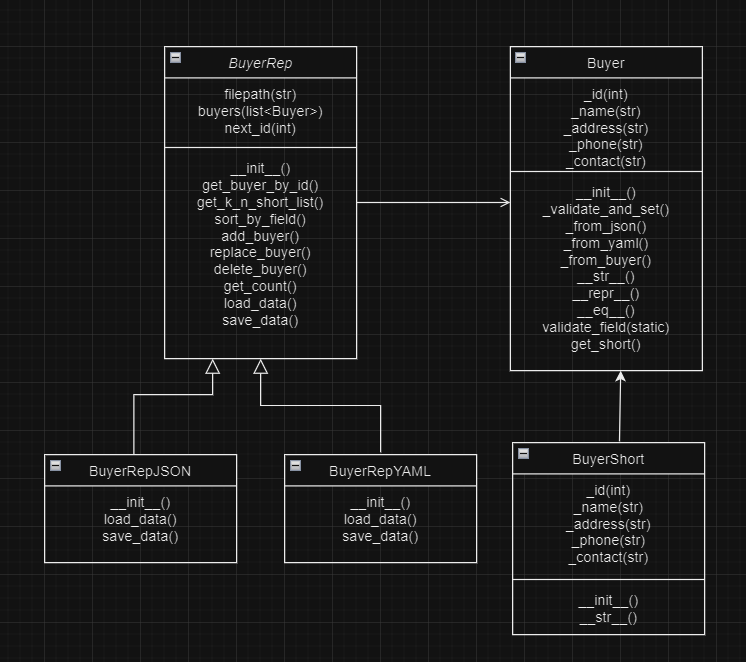 BuyerRep
filepath(str)
buyers(list<Buyer>)
next_id(int)
__init__()
get_buyer_by_id()
get_k_n_short_list()
sort_by_field()
add_buyer()
replace_buyer()
delete_buyer()
get_count()
load_data()
save_data()
Buyer
_id(int)
_name(str)
_address(str)
_phone(str)
_contact(str)
__init__()
_validate_and_set()
_from_json()
_from_yaml()
_from_buyer()
__str__()
__repr__()
__eq__()
validate_field(static)
get_short()
BuyerRepJSON
__init__()
load_data()
save_data()
BuyerRepYAML
__init__()
load_data()
save_data()
BuyerShort
_id(int)
_name(str)
_address(str)
_phone(str)
_contact(str)
__init__()
__str__()